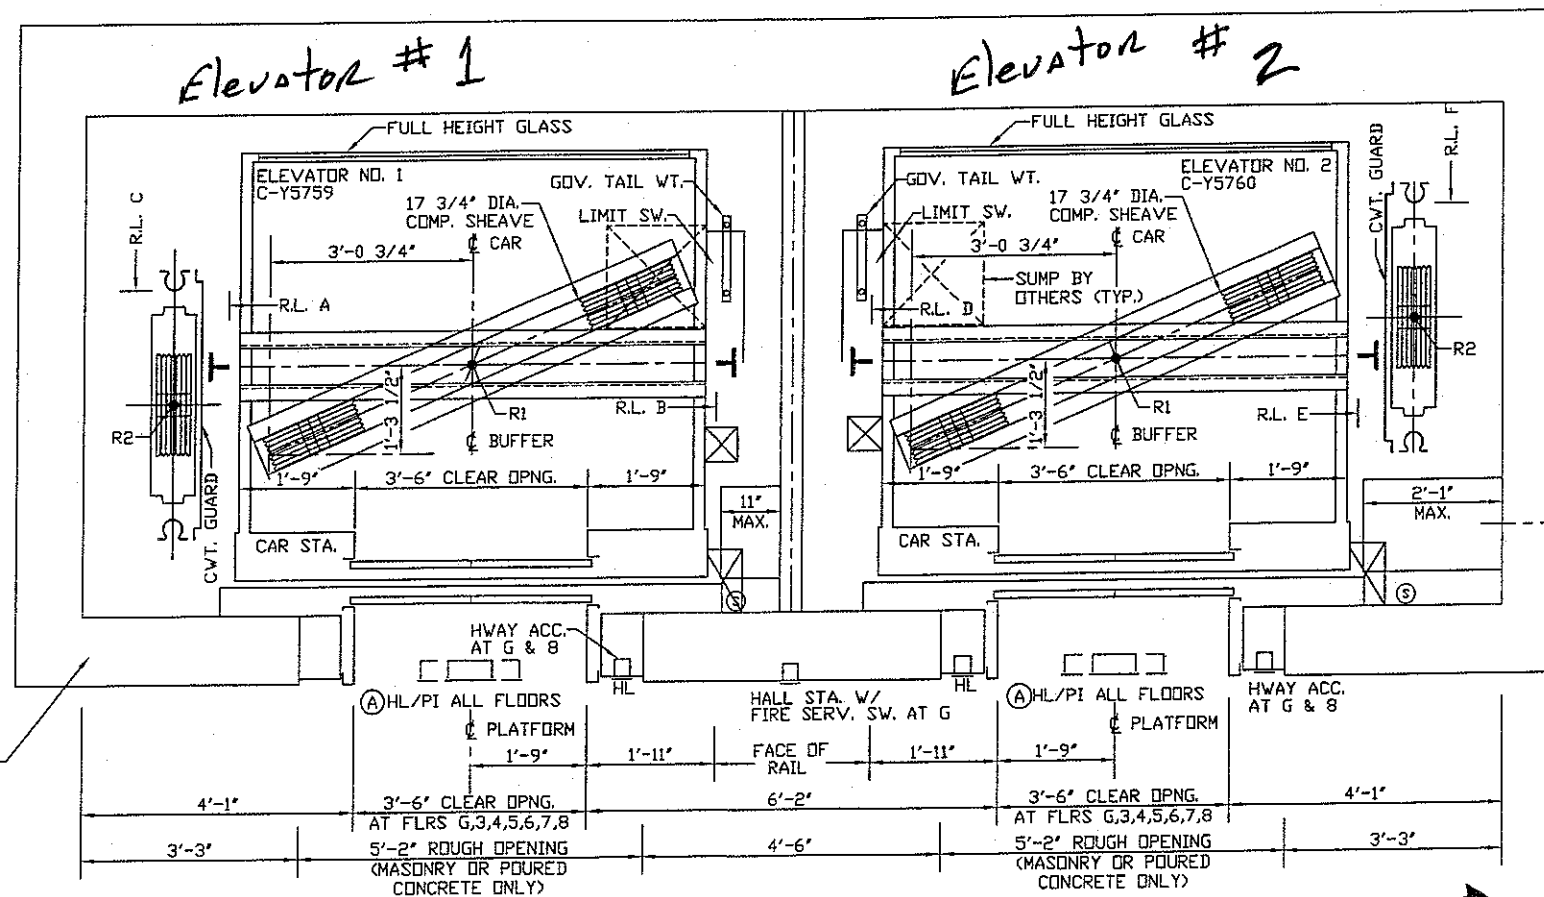 Elevator # 1
Elevator # 2
FULL HEIGHT GLASS
FULL HEIGHT GLASS
ELEVATOR NO. 1
C-Y5759
GOV. TAIL WT.
17 3/4" DIA.
COMP. SHEAVE
LIMIT SW.
℄ CAR
3'-0 3/4"
R.L. C
R.L. A
R2
CWT. GUARD
1'-3 1/2"
R1
R.L. B
℄ BUFFER
1'-9"
3'-6" CLEAR OPNG.
1'-9"
11"
MAX.
CAR STA.
S
GOV. TAIL WT.
LIMIT SW.
ELEVATOR NO. 2
C-Y5760
17 3/4" DIA.
COMP. SHEAVE
℄ CAR
3'-0 3/4"
SUMP BY
OTHERS (TYP.)
R.L. D
CWT. GUARD
R.L. F
R2
1'-3 1/2"
R1
R.L. E
℄ BUFFER
1'-9"
3'-6" CLEAR OPNG.
1'-9"
2'-1"
MAX.
CAR STA.
S
HWAY ACC.
AT G & 8
HL
HL
A HL/PI ALL FLOORS
HALL STA. W/
FIRE SERV. SW. AT G
A HL/PI ALL FLOORS
HWAY ACC.
AT G & 8
℄ PLATFORM
℄ PLATFORM
1'-9"
1'-11"
FACE OF
RAIL
1'-11"
1'-9"
4'-1"
3'-6" CLEAR OPNG.
AT FLRS G,3,4,5,6,7,8
6'-2"
3'-6" CLEAR OPNG.
AT FLRS G,3,4,5,6,7,8
4'-1"
3'-3"
5'-2" ROUGH OPENING
(MASONRY OR POURED
CONCRETE ONLY)
4'-6"
5'-2" ROUGH OPENING
(MASONRY OR POURED
CONCRETE ONLY)
3'-3"